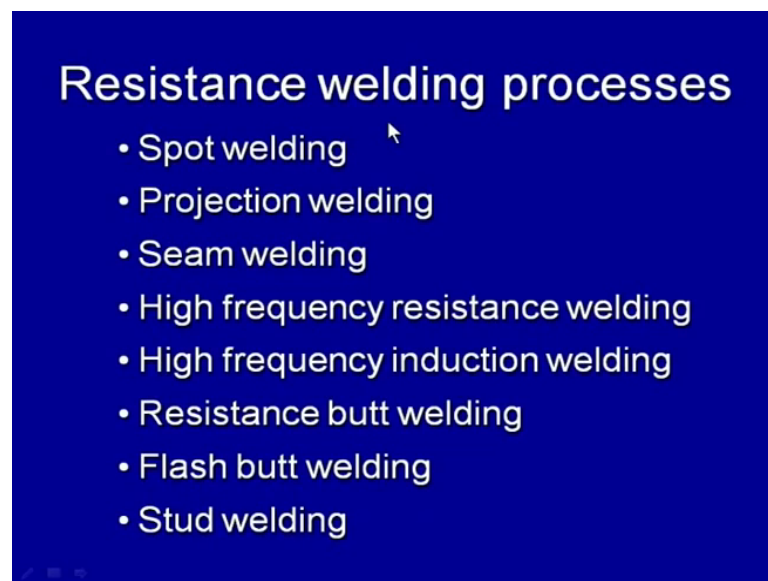 Resistance welding processes
• Spot welding
• Projection welding
• Seam welding
• High frequency resistance welding
• High frequency induction welding
• Resistance butt welding
• Flash butt welding
• Stud welding